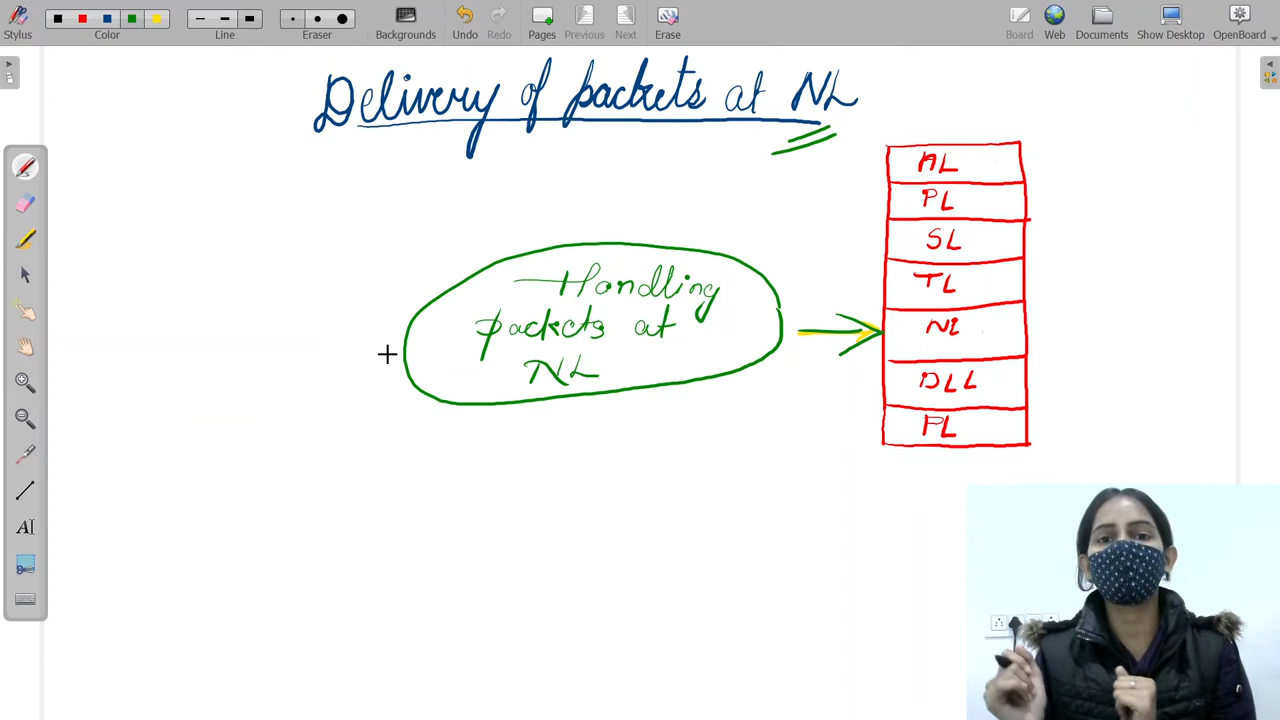 Stylus
Color
Line
Eraser
Backgrounds
Undo
Redo
Pages
Previous
Next
Erase
Board
Web
Documents
Show Desktop
OpenBoard
Delivery of packets at NL
AL
PL
SL
TL
NL
DLL
PL
Handling
packets at
NL
AI